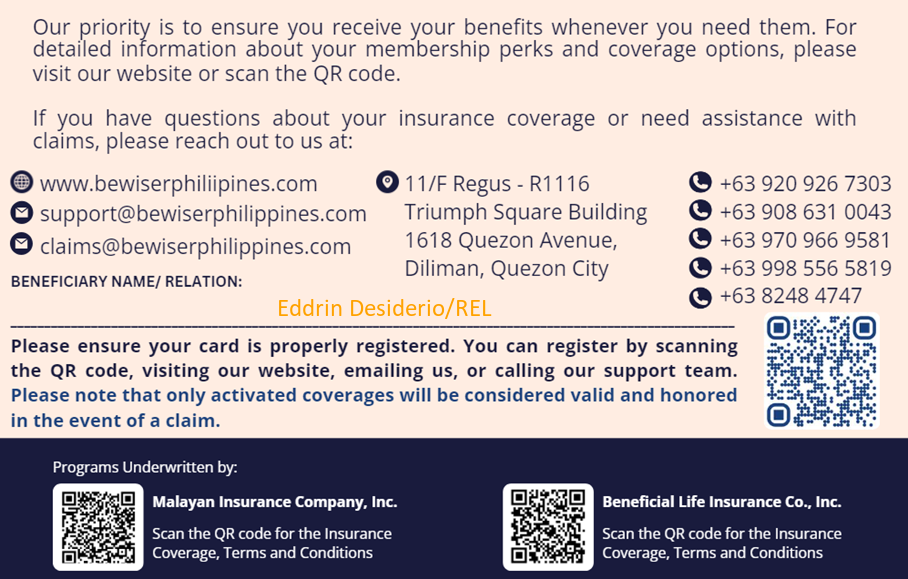 Our priority is to ensure you receive your benefits whenever you need them. For
detailed information about your membership perks and coverage options, please
visit our website or scan the QR code.
If you have questions about your insurance coverage or need assistance with
claims, please reach out to us at:
www.bewiserphiliipines.com
support@bewiserphilippines.com
claims@bewiserphilippines.com
11/F Regus - R1116
Triumph Square Building
1618 Quezon Avenue,
Diliman, Quezon City
+63 920 926 7303
+63 908 631 0043
+63 970 966 9581
+63 998 556 5819
+63 8248 4747
BENEFICIARY NAME/ RELATION:
Eddrin Desiderio/REL
Please ensure your card is properly registered. You can register by scanning
the QR code, visiting our website, emailing us, or calling our support team.
Please note that only activated coverages will be considered valid and honored
in the event of a claim.
Programs Underwritten by:
Malayan Insurance Company, Inc.
Scan the QR code for the Insurance
Coverage, Terms and Conditions
Beneficial Life Insurance Co., Inc.
Scan the QR code for the Insurance
Coverage, Terms and Conditions